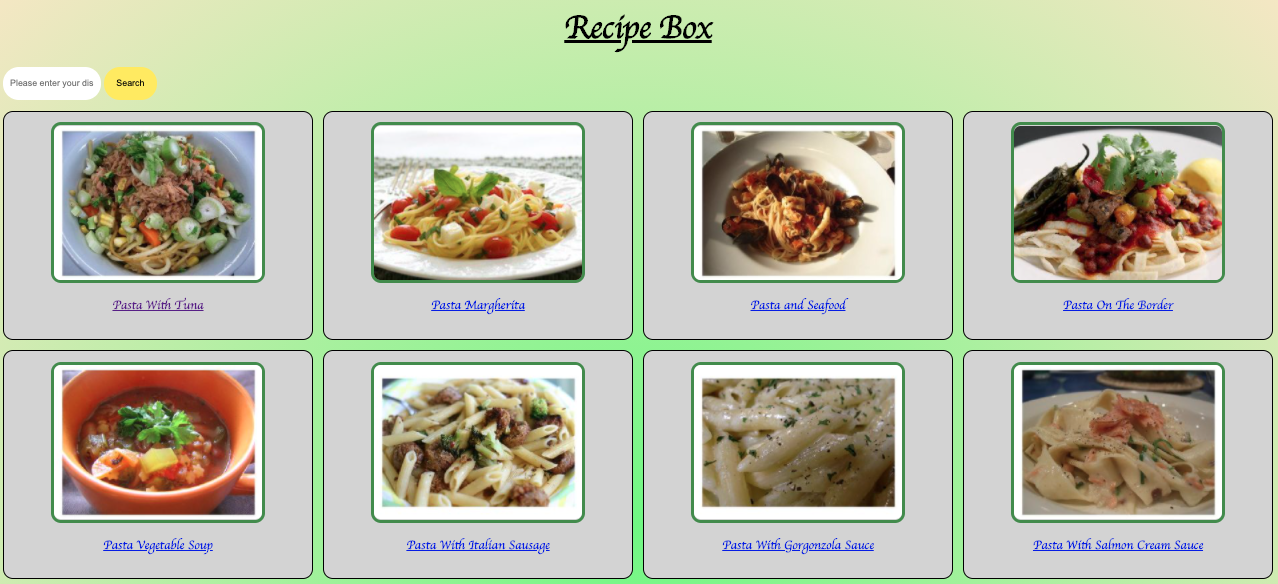 Recipe Box
Please enter your dis
Search
Pasta With Tuna
Pasta Margherita
Pasta and Seafood
Pasta On The Border
Pasta Vegetable Soup
Pasta With Italian Sausage
Pasta With Gorgonzola Sauce
Pasta With Salmon Cream Sauce